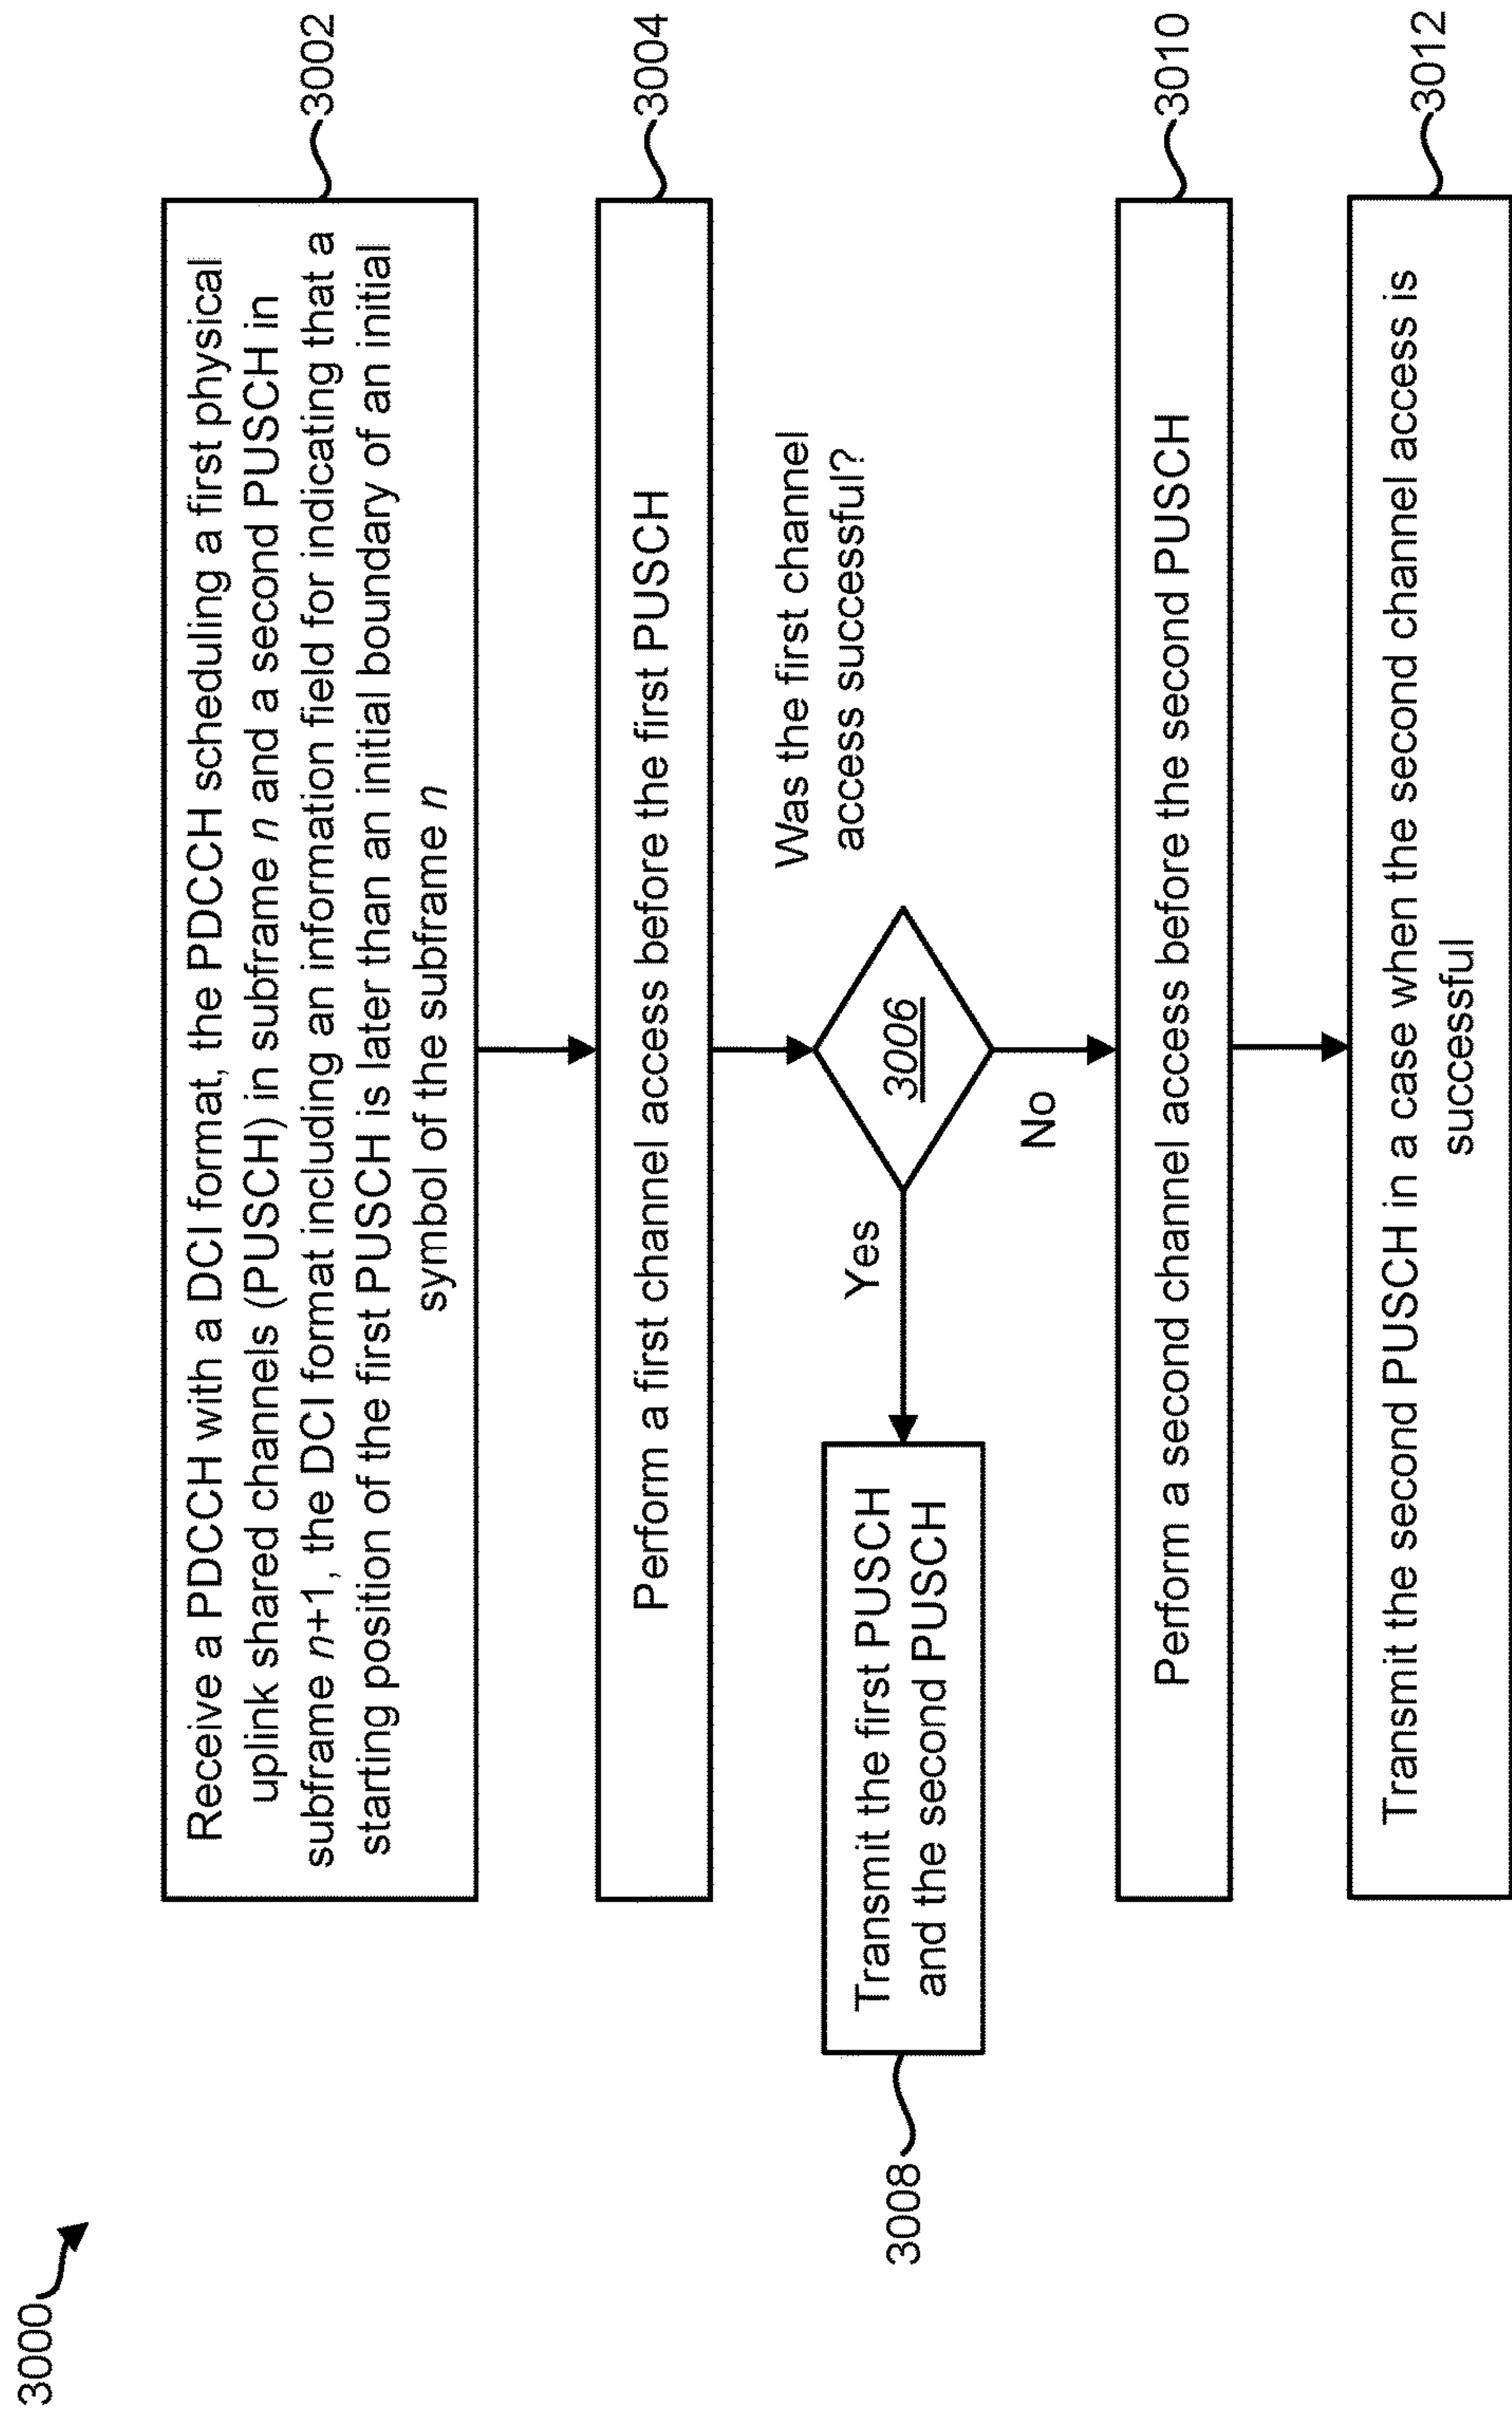 3000
Receive a PDCCH with a DCI format, the PDCCH scheduling a first physical
uplink shared channels (PUSCH) in subframe n and a second PUSCH in
subframe n+1, the DCI format including an information field for indicating that a
starting position of the first PUSCH is later than an initial boundary of an initial
symbol of the subframe n
3002
Perform a first channel access before the first PUSCH
3004
Was the first channel
access successful?
3006
Yes
No
Transmit the first PUSCH
and the second PUSCH
3008
Perform a second channel access before the second PUSCH
3010
Transmit the second PUSCH in a case when the second channel access is
successful
3012